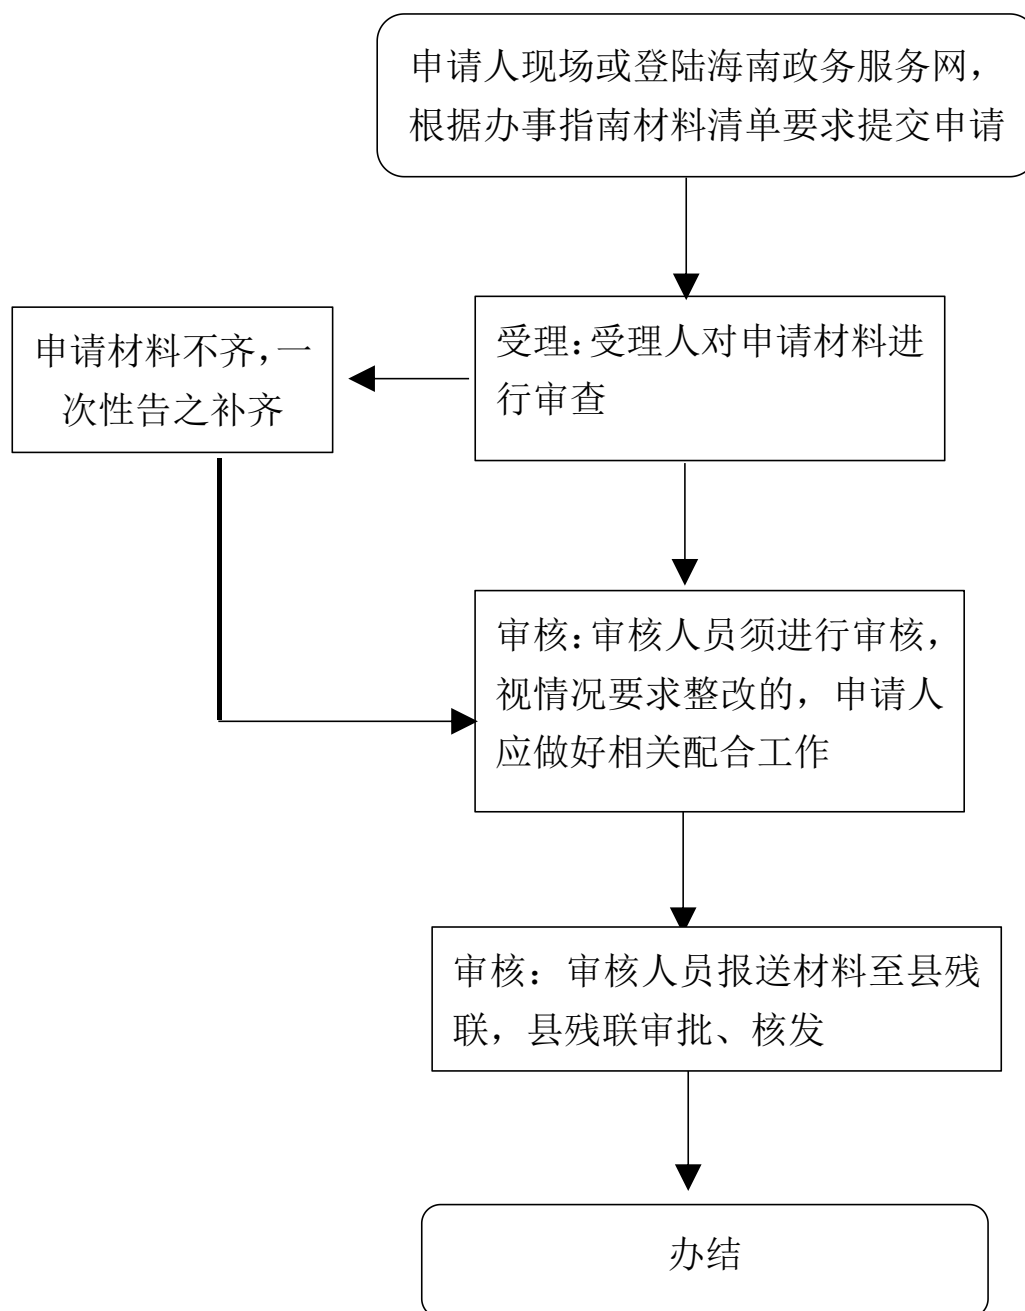 申请人现场或登陆海南政务服务网，
根据办事指南材料清单要求提交申请
申请材料不齐，一
次性告之补齐
受理：受理人对申请材料进
行审查
审核：审核人员须进行审核，
视情况要求整改的，申请人
应做好相关配合工作
审核：审核人员报送材料至县残
联，县残联审批、核发
办结